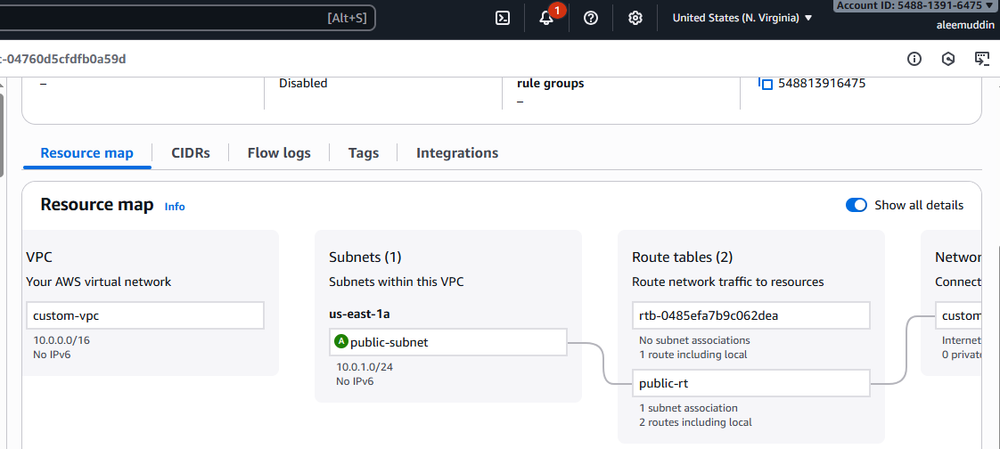 [Alt+S]
1
United States (N. Virginia)
Account ID: 5488-1391-6475
aleemuddin
-04760d5cfdfb0a59d
–
Disabled
rule groups
–
548813916475
Resource map
CIDRs
Flow logs
Tags
Integrations
Resource map
Info
Show all details
VPC
Your AWS virtual network
custom-vpc
10.0.0.0/16
No IPv6
Subnets (1)
Subnets within this VPC
us-east-1a
A public-subnet
10.0.1.0/24
No IPv6
Route tables (2)
Route network traffic to resources
rtb-0485efa7b9c062dea
No subnet associations
1 route including local
public-rt
1 subnet association
2 routes including local
Networ
Connect
custom
Internet
0 private